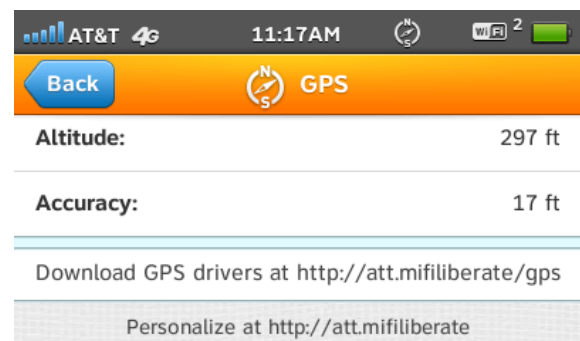 AT&T 4G 11:17AM N S WiFi 2
Back N S GPS
Altitude: 297 ft
Accuracy: 17 ft
Download GPS drivers at http://att.mifiliberate/gps
Personalize at http://att.mifiliberate